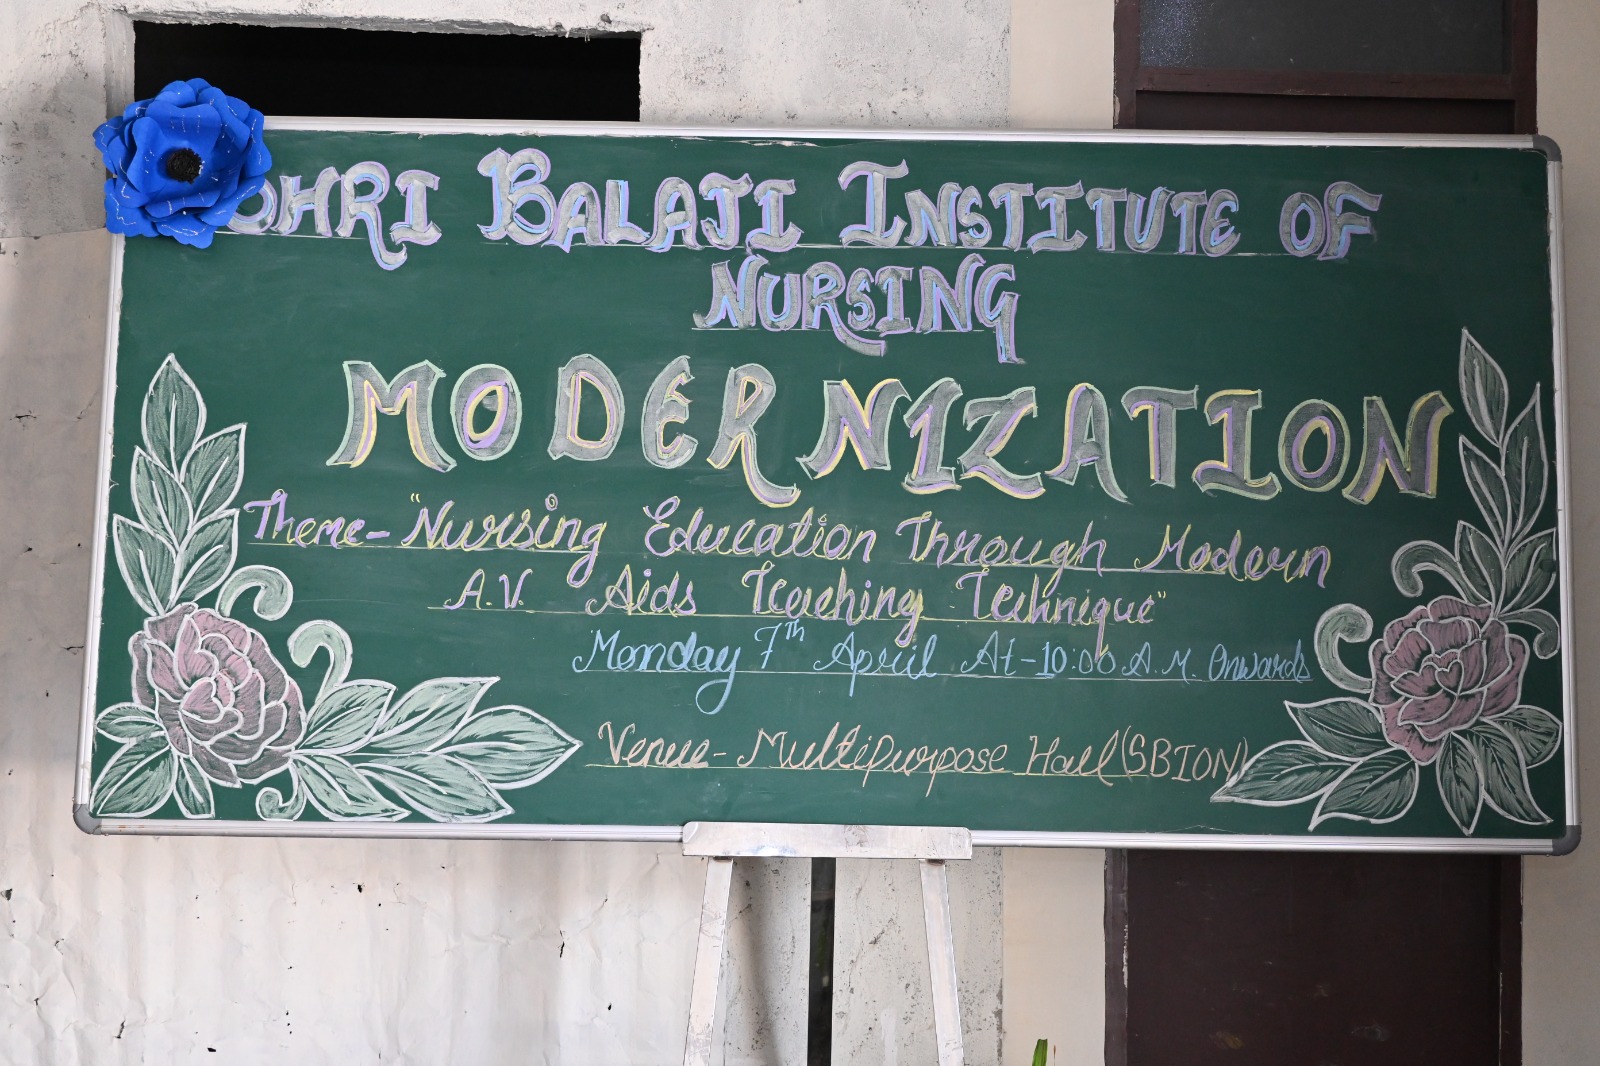 SHRI BALAJI INSTITUTE OF
NURSING
MODERNIZATION
Theme-"Nursing Education Through Modern
A.V. Aids Teaching Technique"
Monday 7th April At-10:00 A.M. Onwards
Venue-Multipurpose Hall(SBION)